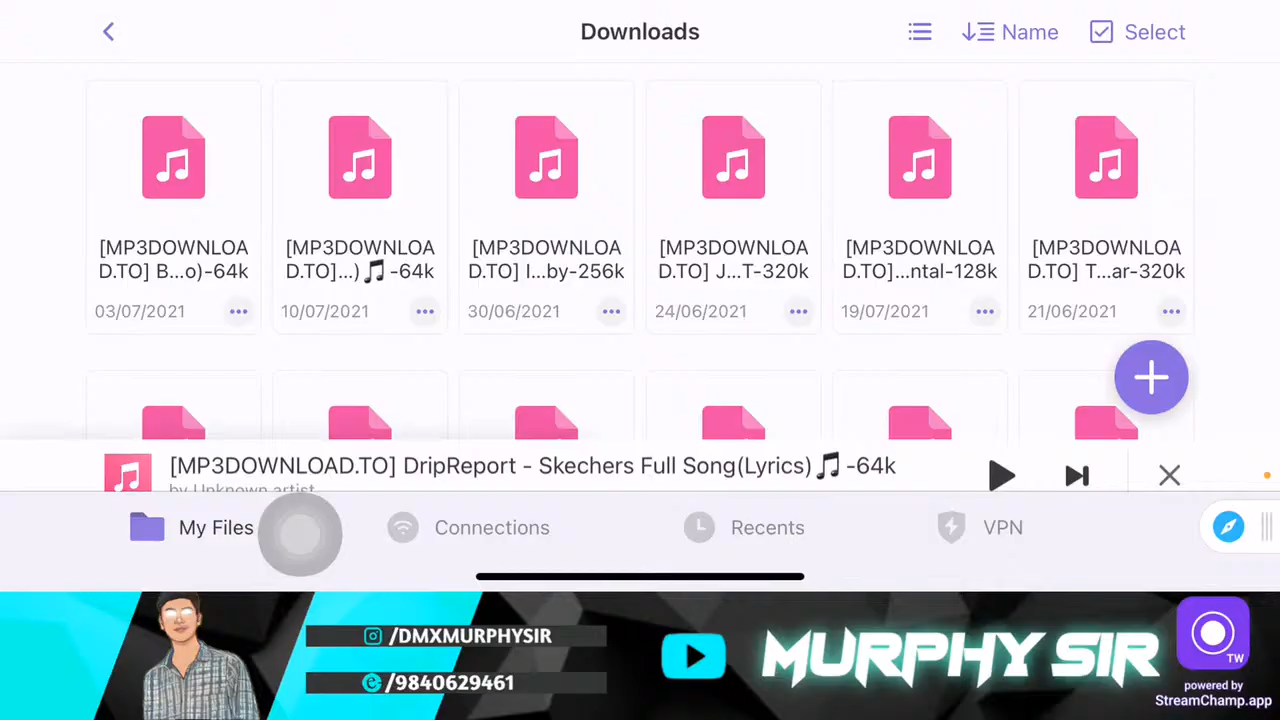 Downloads
Name
Select
[MP3DOWNLOA
D.TO] B...o)-64k
03/07/2021
[MP3DOWNLOA
D.TO]...)🎵-64k
10/07/2021
[MP3DOWNLOA
D.TO] I...by-256k
30/06/2021
[MP3DOWNLOA
D.TO] J...T-320k
24/06/2021
[MP3DOWNLOA
D.TO]...ntal-128k
19/07/2021
[MP3DOWNLOA
D.TO] T...ar-320k
21/06/2021
[MP3DOWNLOAD.TO] DripReport - Skechers Full Song(Lyrics)🎵-64k
by Unknown artist
My Files
Connections
Recents
VPN
/DMXMURPHYSIR
/9840629461
MURPHY SIR
TW
powered by
StreamChamp.app